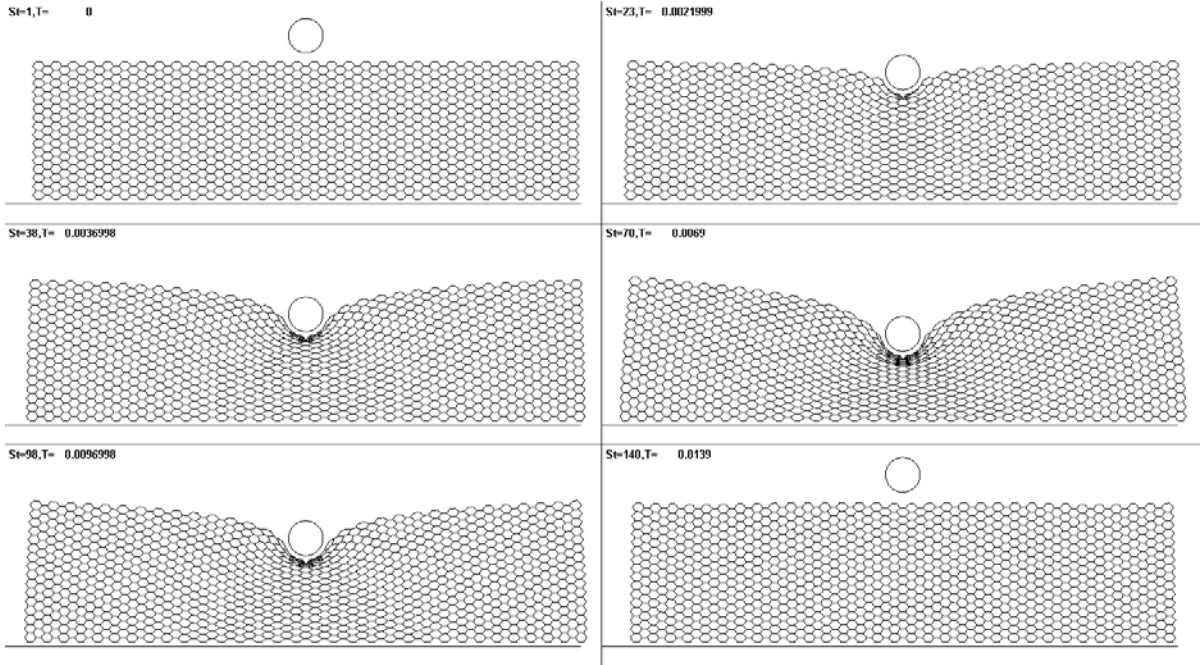 St=1,T= 0
St=23,T= 0.0021999
St=38,T= 0.0036998
St=70,T= 0.0069
St=98,T= 0.0096998
St=140,T= 0.0139